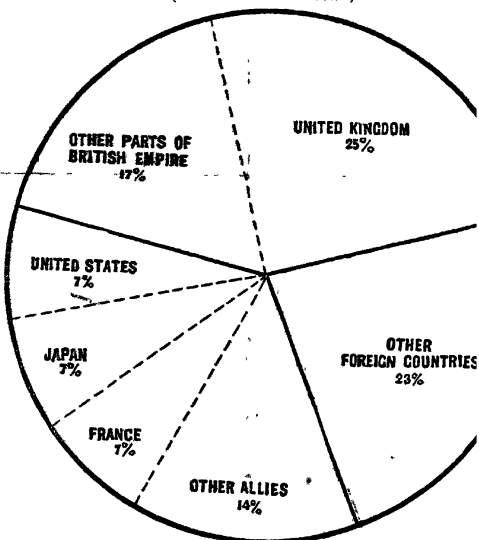 UNITED KINGDOM
25%
OTHER PARTS OF
BRITISH EMPIRE
17%
UNITED STATES
7%
JAPAN
7%
FRANCE
7%
OTHER ALLIES
14%
OTHER
FOREIGN COUNTRIES
23%